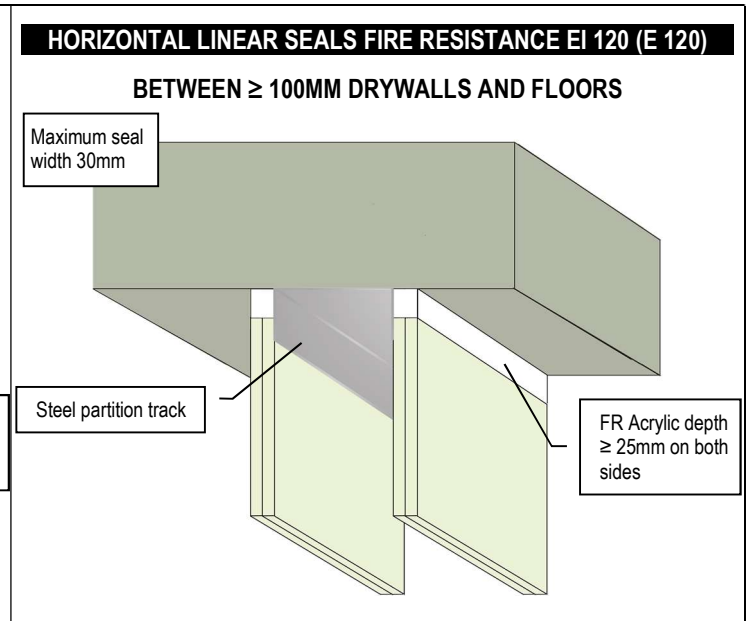 HORIZONTAL LINEAR SEALS FIRE RESISTANCE EI 120 (E 120)
BETWEEN ≥ 100MM DRYWALLS AND FLOORS
Maximum seal
width 30mm
Steel partition track
FR Acrylic depth
≥ 25mm on both
sides